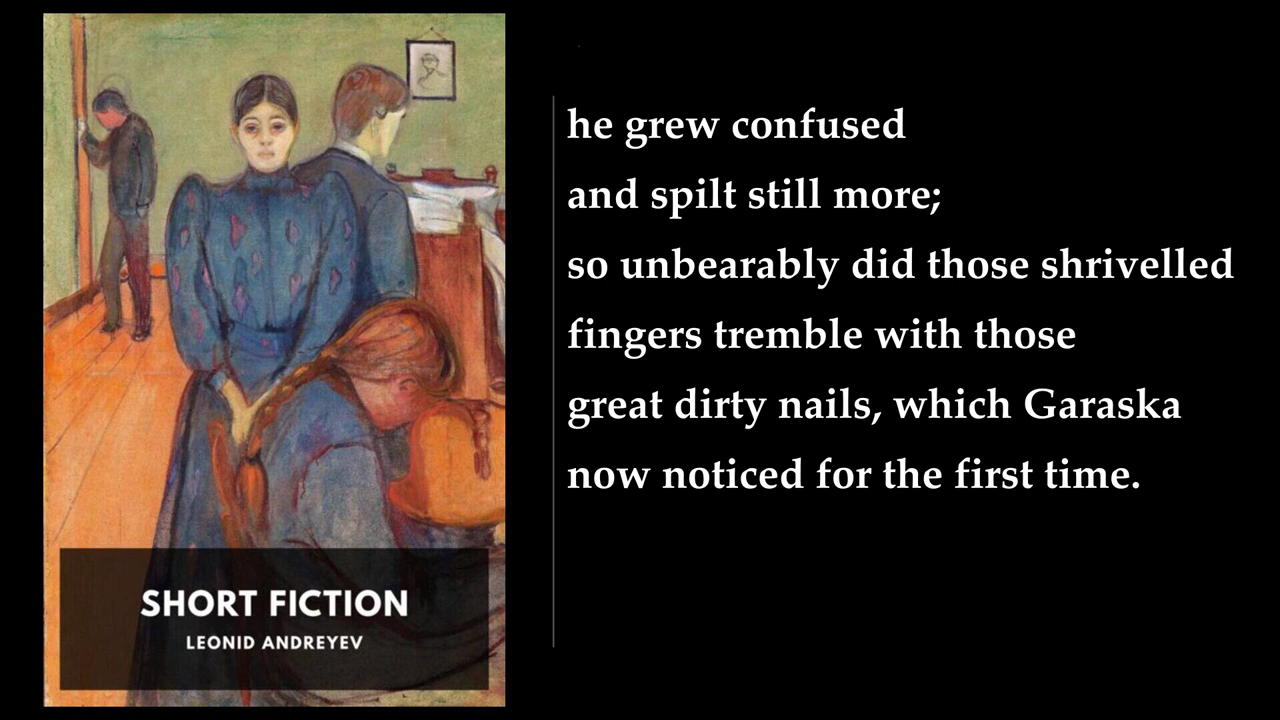 he grew confused
and spilt still more;
so unbearably did those shrivelled
fingers tremble with those
great dirty nails, which Garaska
now noticed for the first time.
SHORT FICTION
LEONID ANDREYEV